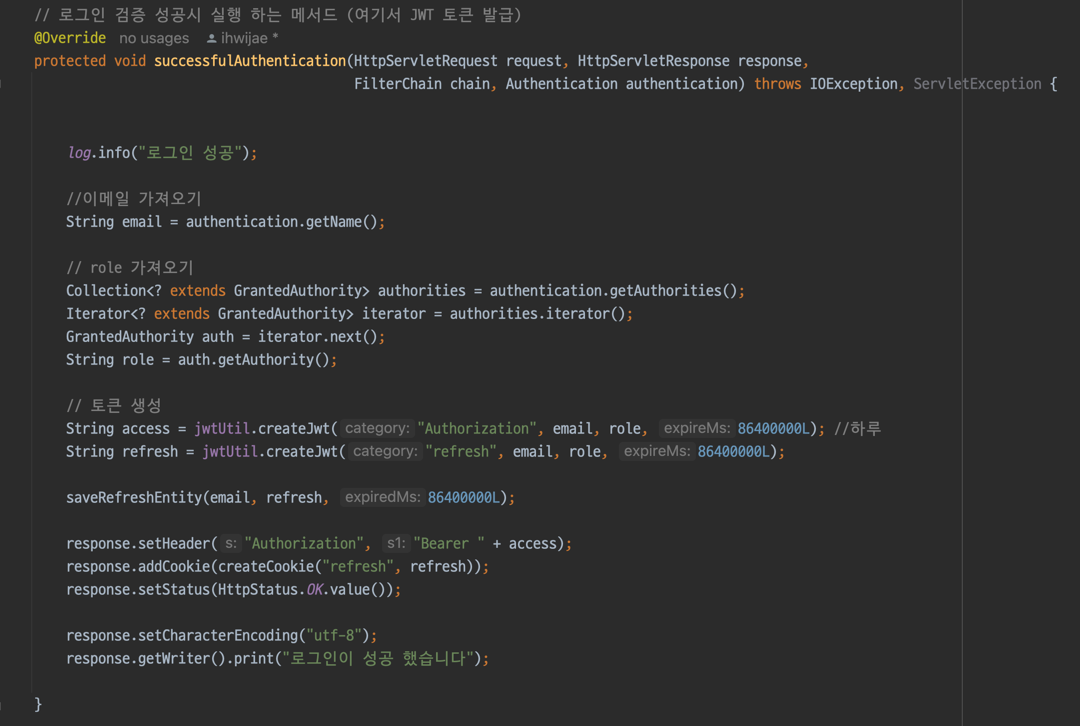 // 로그인 검증 성공시 실행 하는 메서드 (여기서 JWT 토큰 발급)
@Override no usages ihwijae *
protected void successfulAuthentication(HttpServletRequest request, HttpServletResponse response,
FilterChain chain, Authentication authentication) throws IOException, ServletException {
log.info("로그인 성공");
//이메일 가져오기
String email = authentication.getName();
// role 가져오기
Collection<? extends GrantedAuthority> authorities = authentication.getAuthorities();
Iterator<? extends GrantedAuthority> iterator = authorities.iterator();
GrantedAuthority auth = iterator.next();
String role = auth.getAuthority();
// 토큰 생성
String access = jwtUtil.createJwt( category: "Authorization", email, role, expireMs: 86400000L); //하루
String refresh = jwtUtil.createJwt( category: "refresh", email, role, expireMs: 86400000L);
saveRefreshEntity(email, refresh, expiredMs: 86400000L);
response.setHeader( s: "Authorization", s1: "Bearer " + access);
response.addCookie(createCookie("refresh", refresh));
response.setStatus(HttpStatus.OK.value());
response.setCharacterEncoding("utf-8");
response.getWriter().print("로그인이 성공 했습니다");
}